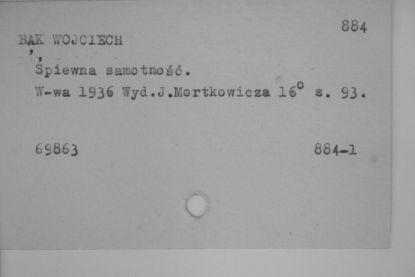 884
BĄK WOJCIECH
Śpiewna samotność.
W-wa 1936 Wyd.J.Mortkowicza 16° s. 93.
69863 884-1